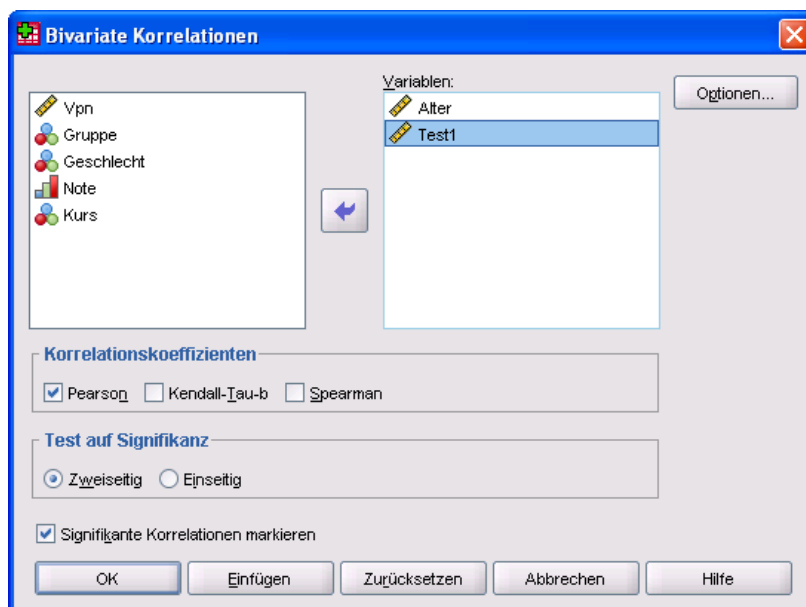 Bivariate Korrelationen
Vpn
Gruppe
Geschlecht
Note
Kurs
Variablen:
Alter
Test1
Optionen...
Korrelationskoeffizienten
Pearson Kendall-Tau-b Spearman
Test auf Signifikanz
Zweiseitig Einseitig
Signifikante Korrelationen markieren
OK Einfügen Zurücksetzen Abbrechen Hilfe